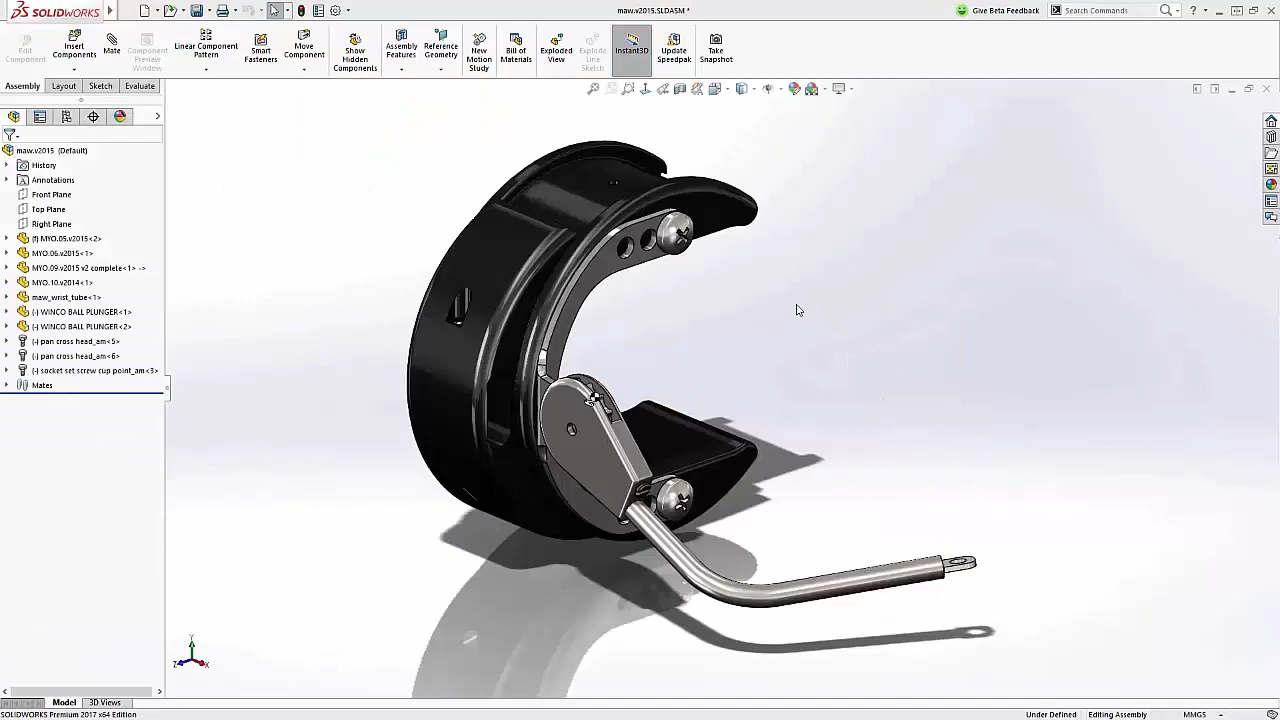 SOLIDWORKS
maw.v2015.SLDASM *
Give Beta Feedback
Search Commands
Edit Component
Insert Components
Mate
Component Preview Window
Linear Component Pattern
Smart Fasteners
Move Component
Show Hidden Components
Assembly Features
Reference Geometry
New Motion Study
Bill of Materials
Exploded View
Explode Line Sketch
Instant3D
Update Speedpak
Take Snapshot
Assembly
Layout
Sketch
Evaluate
maw.v2015 (Default)
History
Annotations
Front Plane
Top Plane
Right Plane
(f) MYO.05.v2015<2>
MYO.06.v2015<1>
MYO.09.v2015 v2 complete<1> ->
MYO.10.v2014<1>
maw_wrist_tube<1>
(-) WINCO BALL PLUNGER<1>
(-) WINCO BALL PLUNGER<2>
(-) pan cross head_am<5>
(-) pan cross head_am<6>
(-) socket set screw cup point_am<3>
Mates
Y
Z
X
Model
3D Views
SOLIDWORKS Premium 2017 x64 Edition
Under Defined
Editing Assembly
MMGS